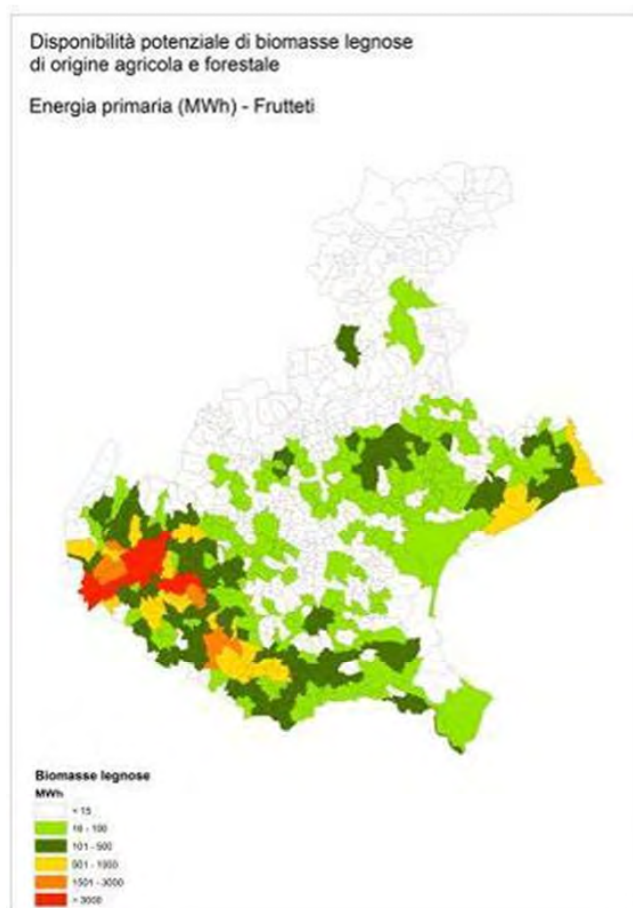 Disponibilità potenziale di biomasse legnose
di origine agricola e forestale
Energia primaria (MWh) - Frutteti
Biomasse legnose
MWh
< 15
16 - 100
101 - 500
1501 - 3000
> 3000